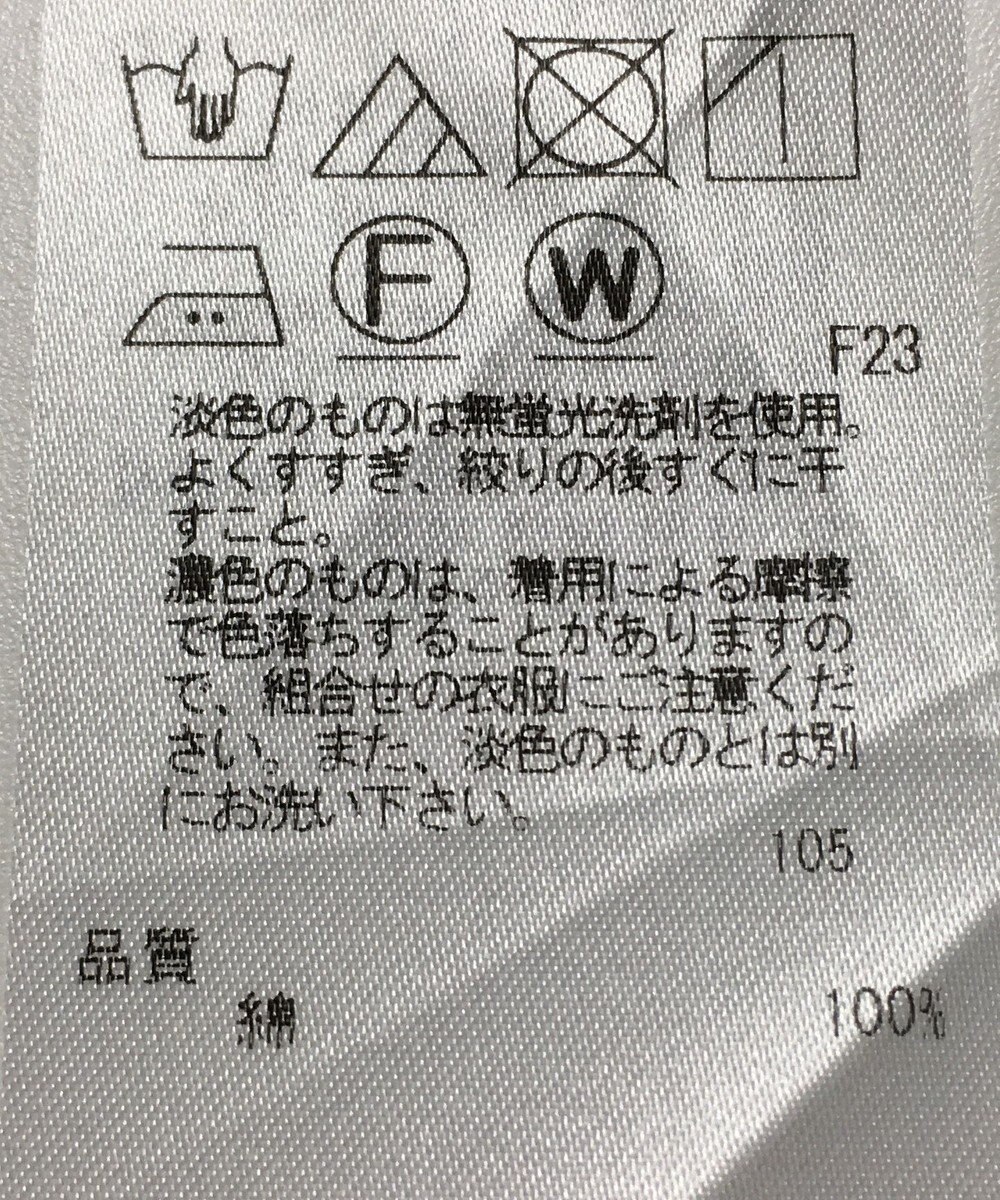 F W
F23
淡色のものは無蛍光洗剤を使用。
よくすすぎ、絞りの後すぐに干
すこと。
濃色のものは、着用による摩擦
で色落ちすることがありますの
で、組合せの衣服にご注意くだ
さい。また、淡色のものとは別
にお洗い下さい。
105
品質
綿 100%